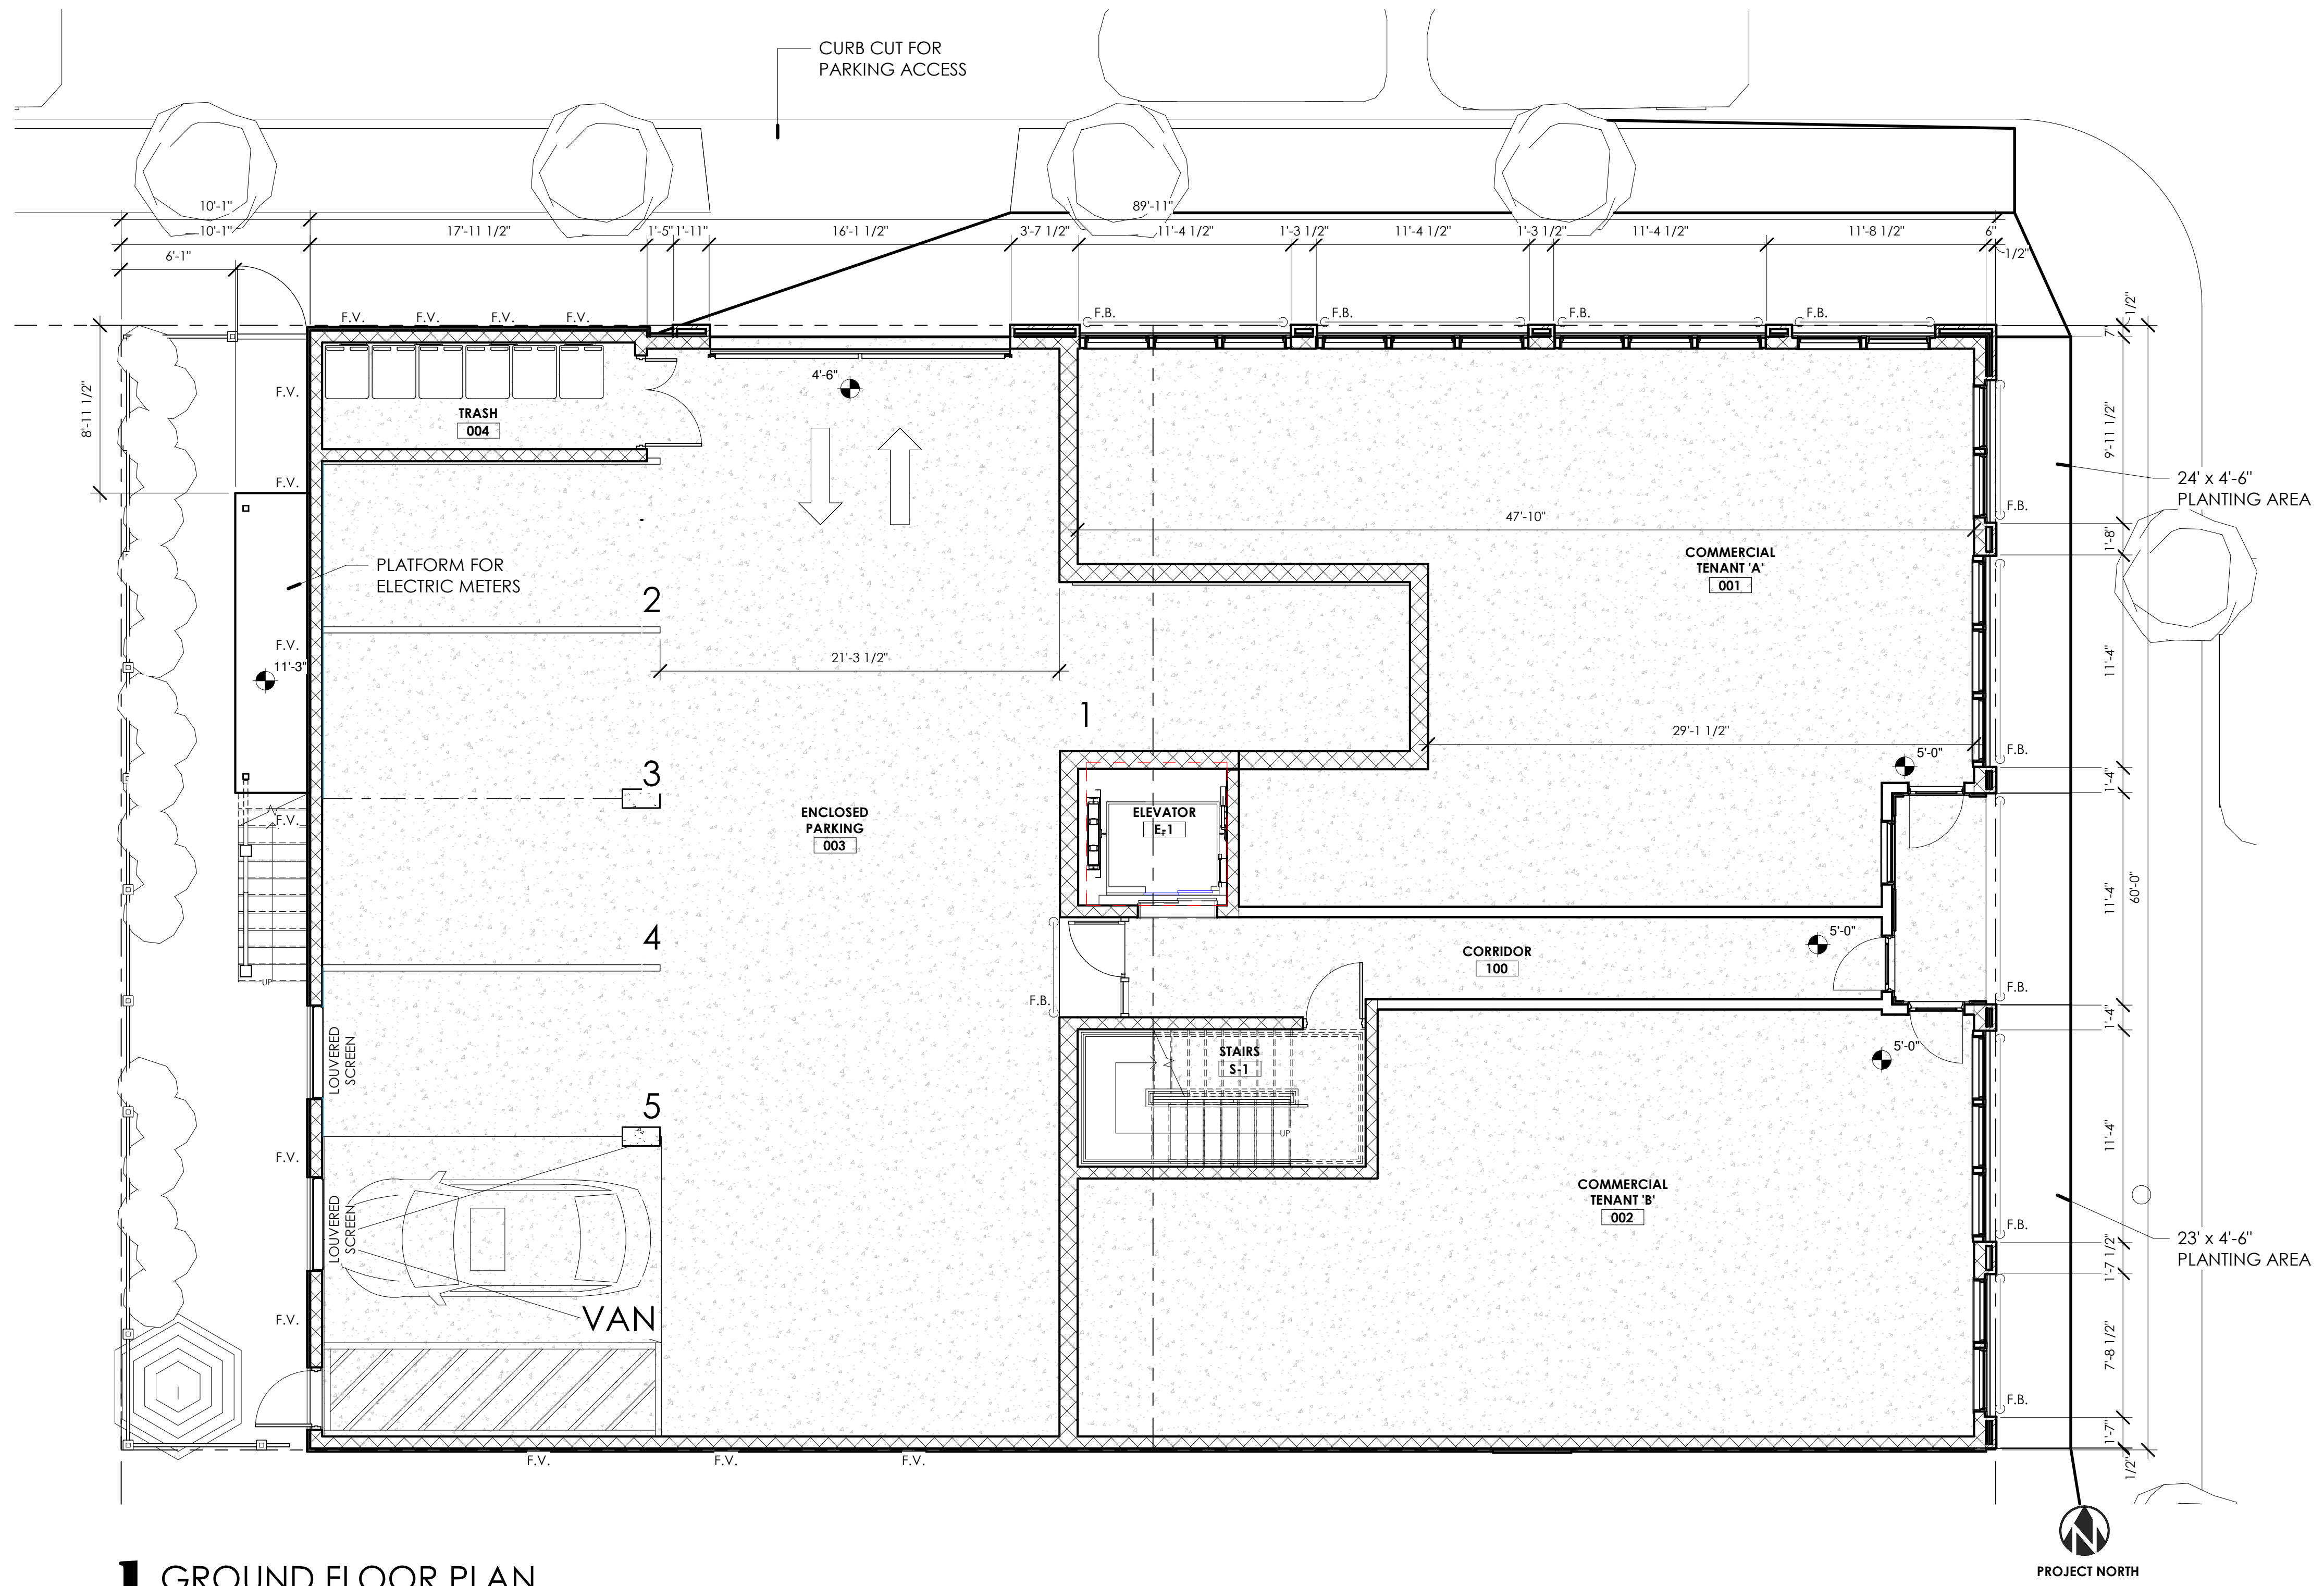 CURB CUT FOR
PARKING ACCESS
10'-1"
89'-11"
10'-1"
17'-11 1/2"
1'-5"
1'-11"
16'-1 1/2"
3'-7 1/2"
11'-4 1/2"
1'-3 1/2"
11'-4 1/2"
1'-3 1/2"
11'-4 1/2"
11'-8 1/2"
6"
1/2"
6'-1"
F.V.
F.V.
F.V.
F.V.
F.B.
F.B.
F.B.
F.B.
1/2"
7"
8'-11 1/2"
F.V.
4'-6"
TRASH
004
9'-11 1/2"
24' x 4'-6"
PLANTING AREA
F.V.
F.B.
47'-10"
1'-8"
COMMERCIAL
TENANT 'A'
001
PLATFORM FOR
ELECTRIC METERS
2
F.V.
11'-3"
21'-3 1/2"
11'-4"
1
29'-1 1/2"
F.B.
5'-0"
3
1'-4"
F.V.
ENCLOSED
PARKING
003
ELEVATOR
E-1
11'-4"
60'-0"
4
5'-0"
CORRIDOR
100
UP
F.B.
F.B.
1'-4"
LOUVERED
SCREEN
5'-0"
STAIRS
S-1
5
UP
11'-4"
F.V.
COMMERCIAL
TENANT 'B'
002
LOUVERED
SCREEN
F.B.
23' x 4'-6"
PLANTING AREA
1'-7 1/2"
VAN
F.V.
7'-8 1/2"
F.B.
1'-7"
1/2"
F.V.
F.V.
F.V.
N
PROJECT NORTH
1 GROUND FLOOR PLAN